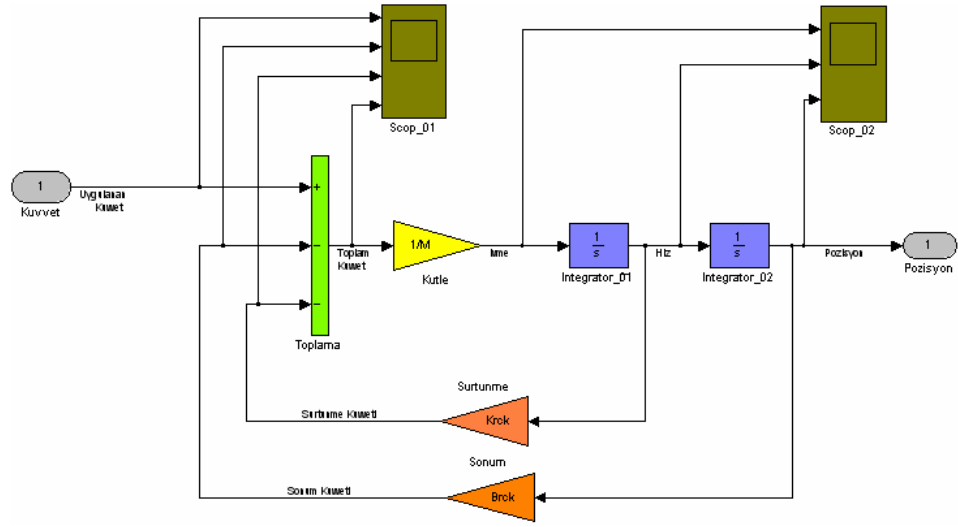 Scop_01
Scop_02
1
Uygulanan
Kuvvet
Kuvvet
+
−
−
Toplam
Kuvvet
1/M
Kutle
Ivme
1
s
Integrator_01
Hiz
1
s
Integrator_02
Pozisyon
1
Pozisyon
Toplama
Surtunme
Surtunme Kuvveti
Krck
Sonum
Sonum Kuvveti
Brck